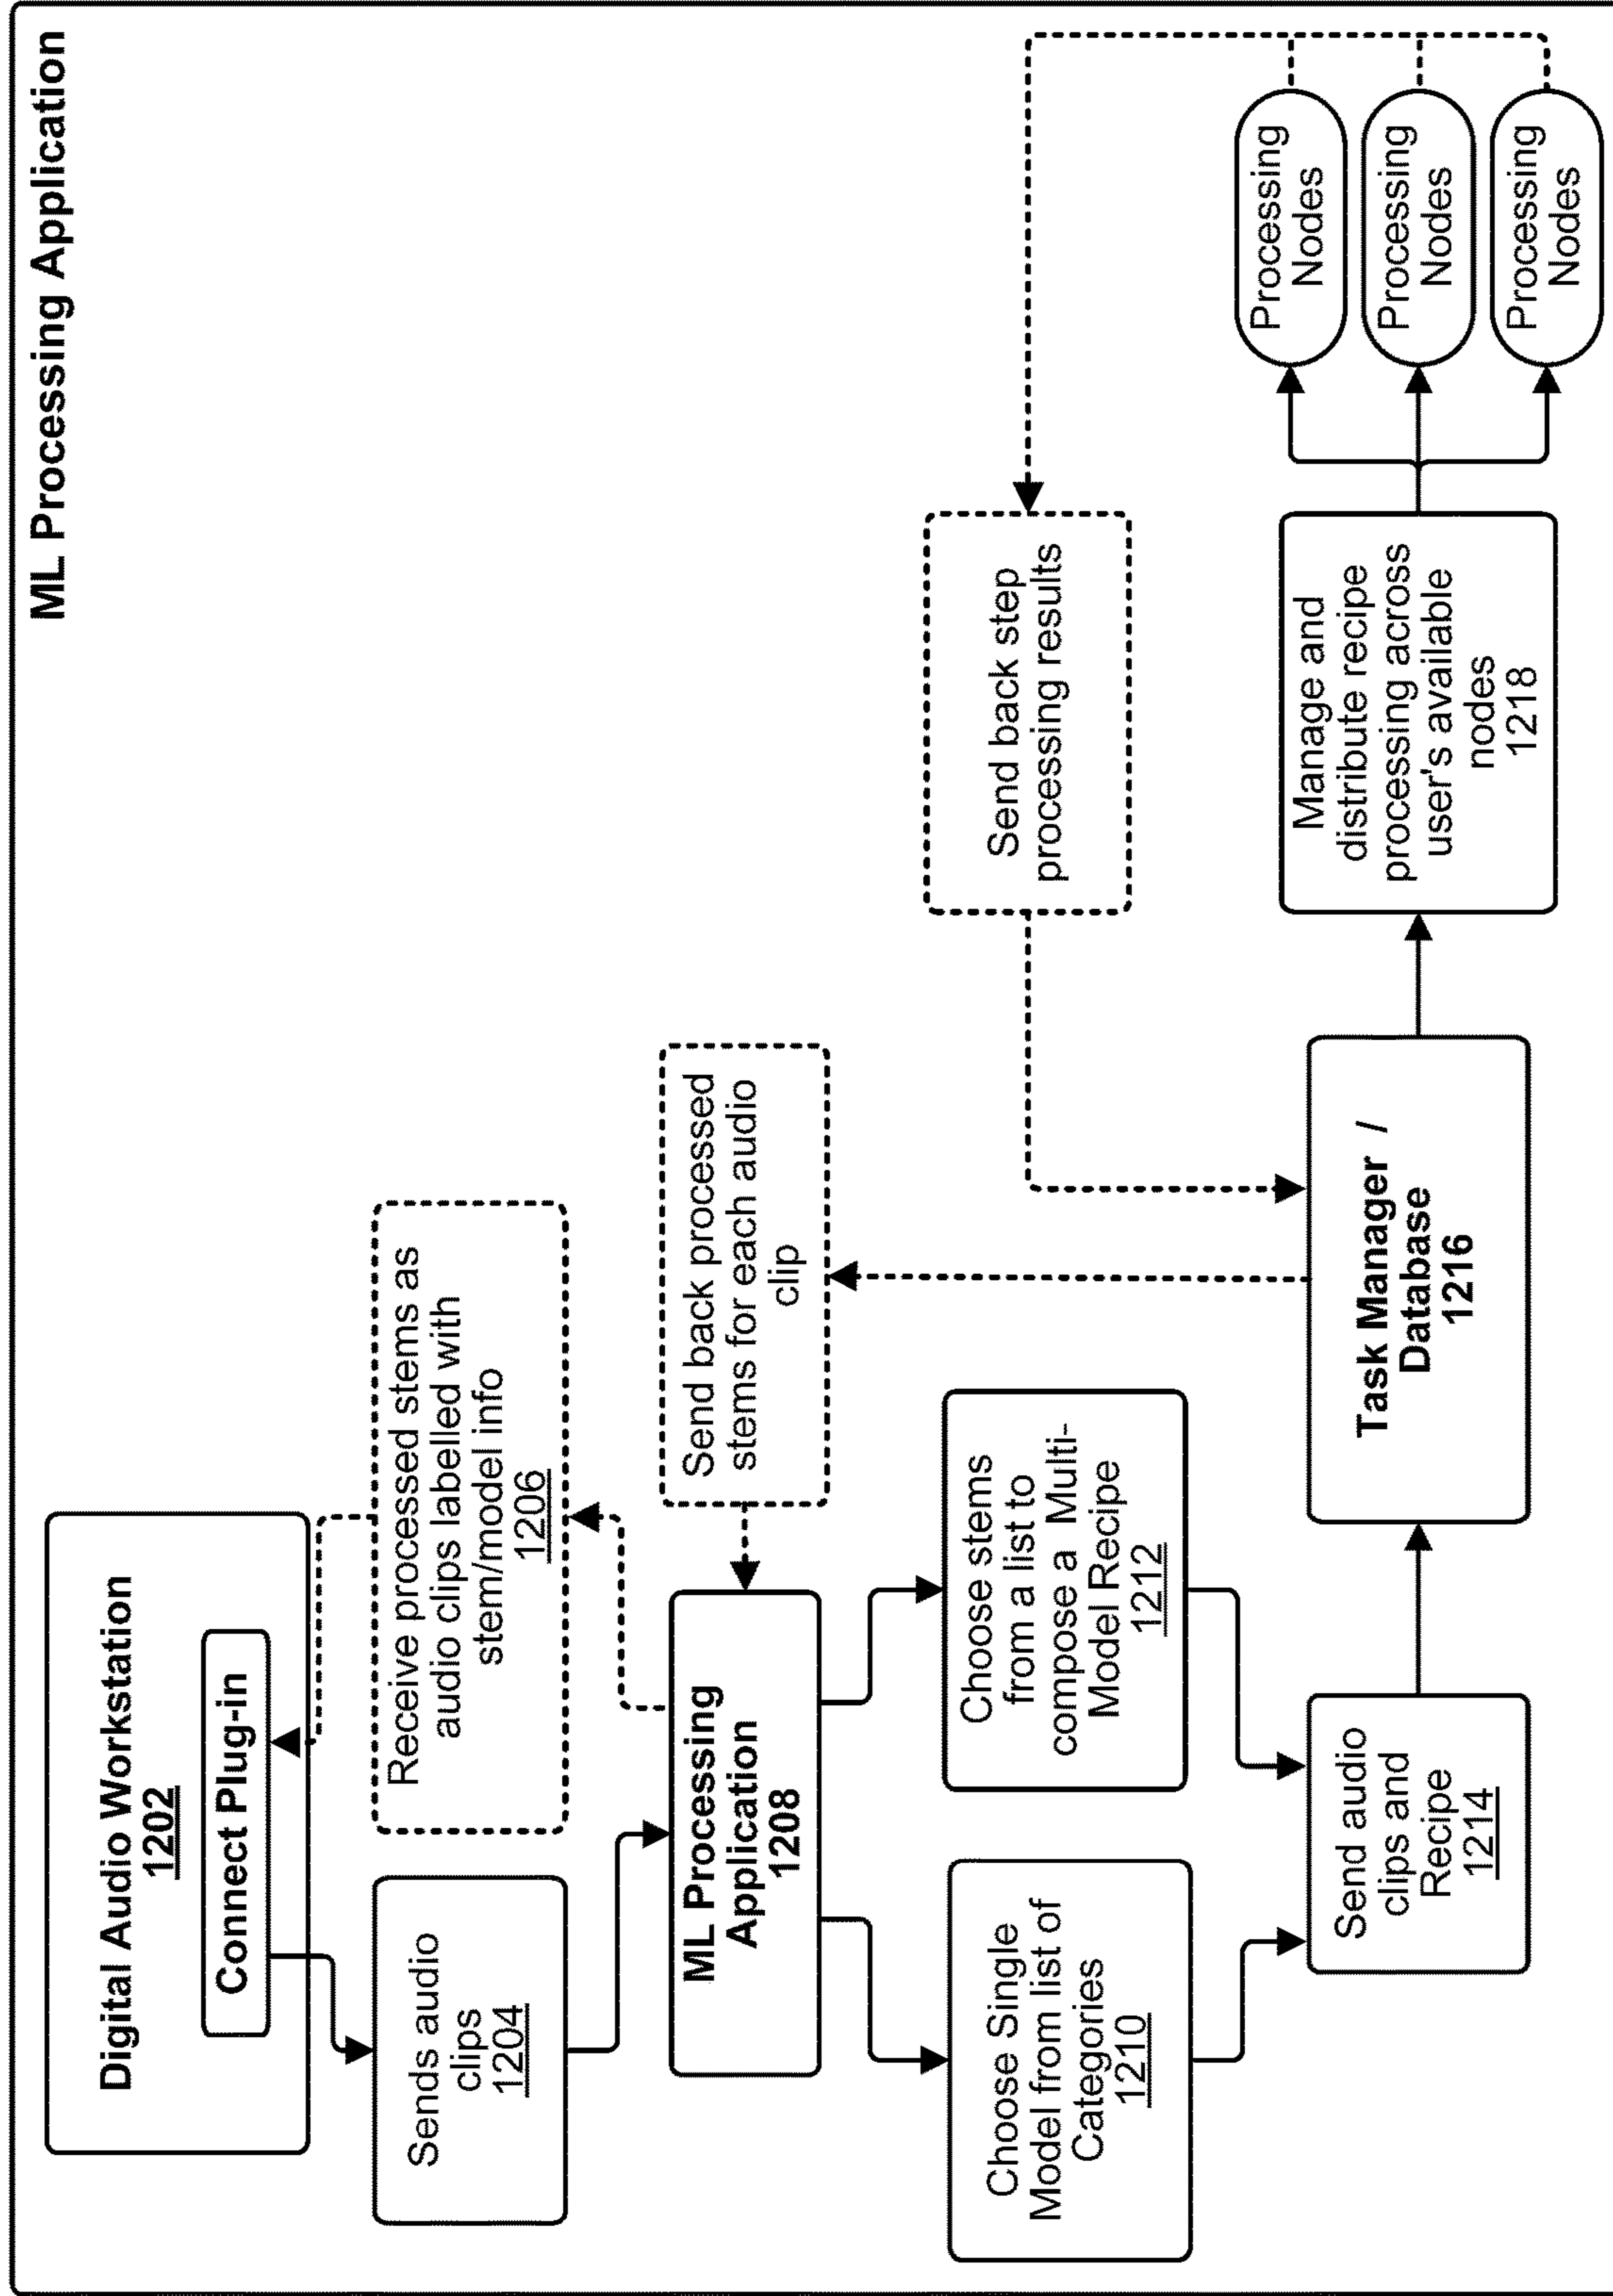 ML Processing Application
Digital Audio Workstation
1202
Connect Plug-in
Sends audio
clips
1204
Receive processed stems as
audio clips labelled with
stem/model info
1206
ML Processing
Application
1208
Send back processed
stems for each audio
clip
Choose Single
Model from list of
Categories
1210
Choose stems
from a list to
compose a Multi-
Model Recipe
1212
Send back step
processing results
Send audio
clips and
Recipe
1214
Task Manager /
Database
1216
Manage and
distribute recipe
processing across
user's available
nodes
1218
Processing
Nodes
Processing
Nodes
Processing
Nodes